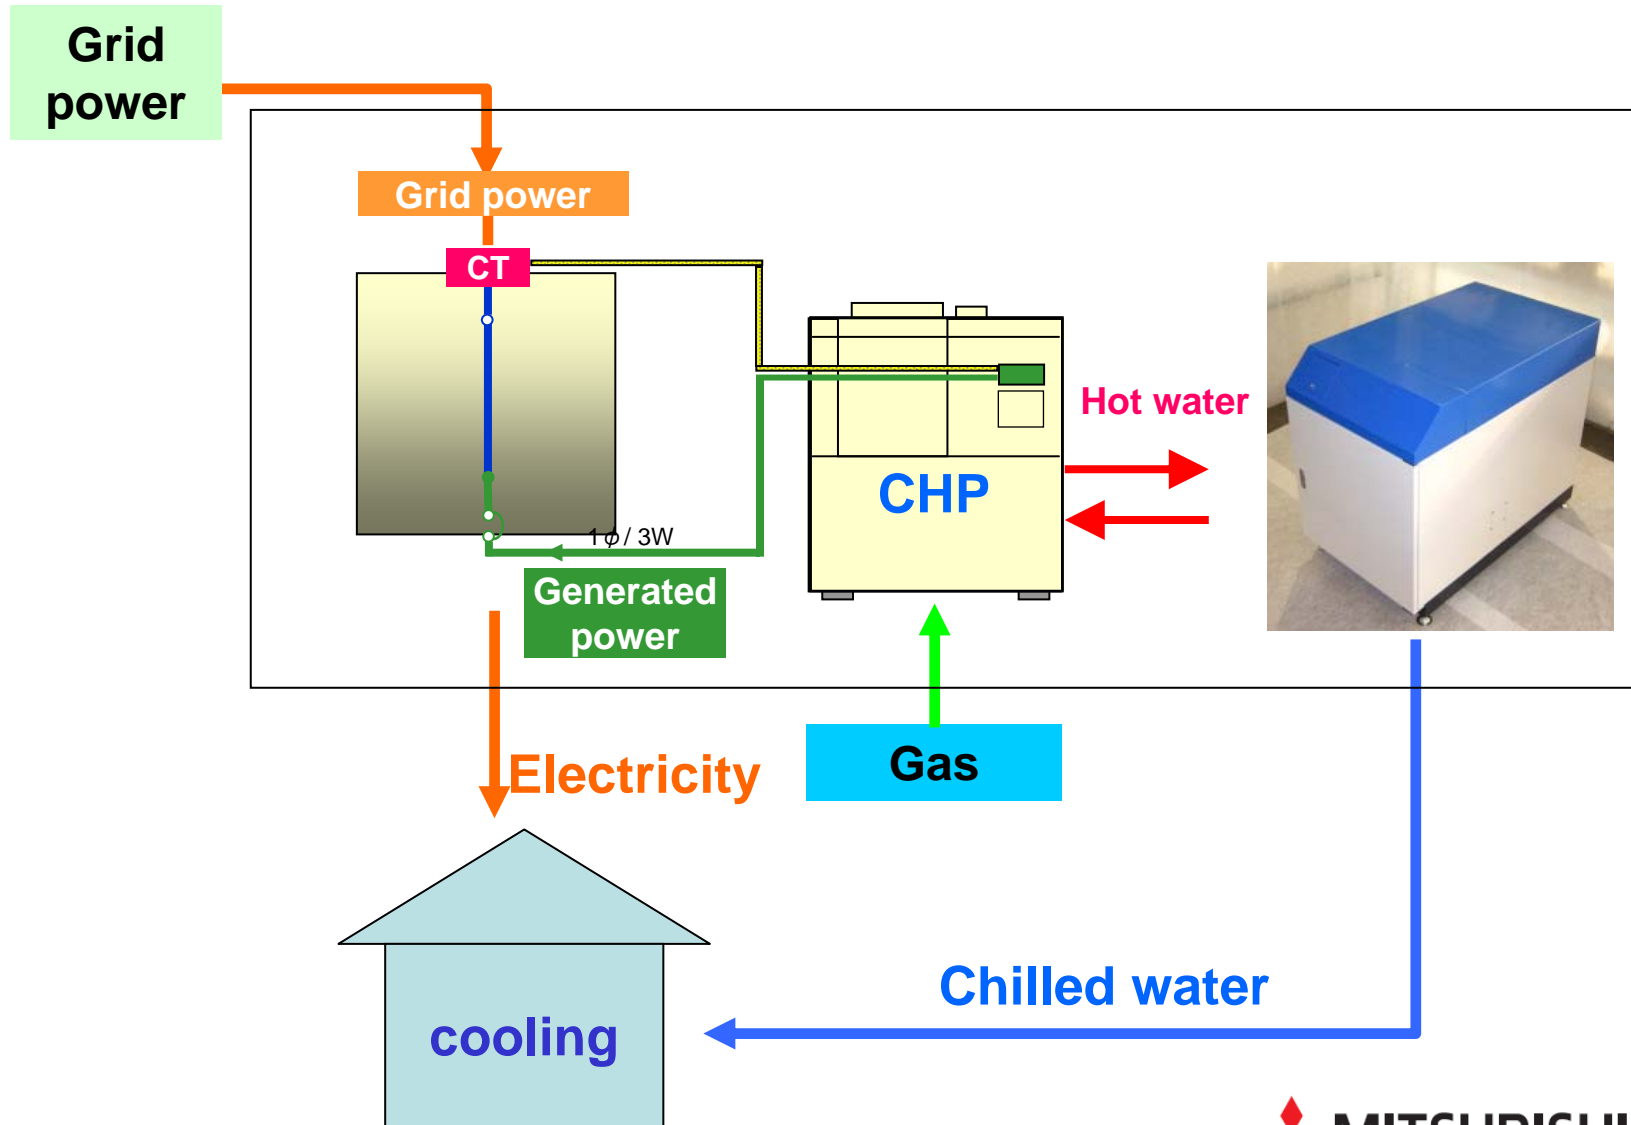 Grid
power
Grid power
CT
Hot water
CHP
1φ/ 3W
Generated
power
Electricity
Gas
Chilled water
cooling